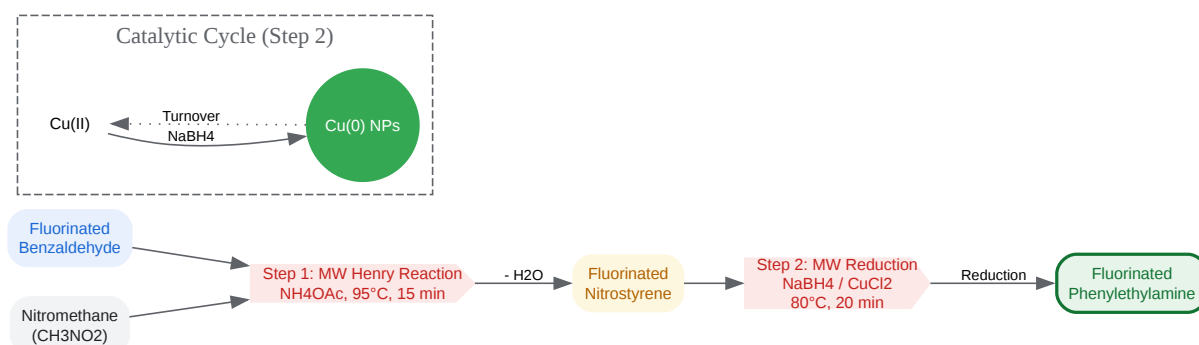 Catalytic Cycle (Step 2)
Cu(II)
Turnover
NaBH4
Cu(0) NPs
Fluorinated
Benzaldehyde
Nitromethane
(CH3NO2)
Step 1: MW Henry Reaction
NH4OAc, 95°C, 15 min
- H2O
Fluorinated
Nitrostyrene
Step 2: MW Reduction
NaBH4 / CuCl2
80°C, 20 min
Reduction
Fluorinated
Phenylethylamine